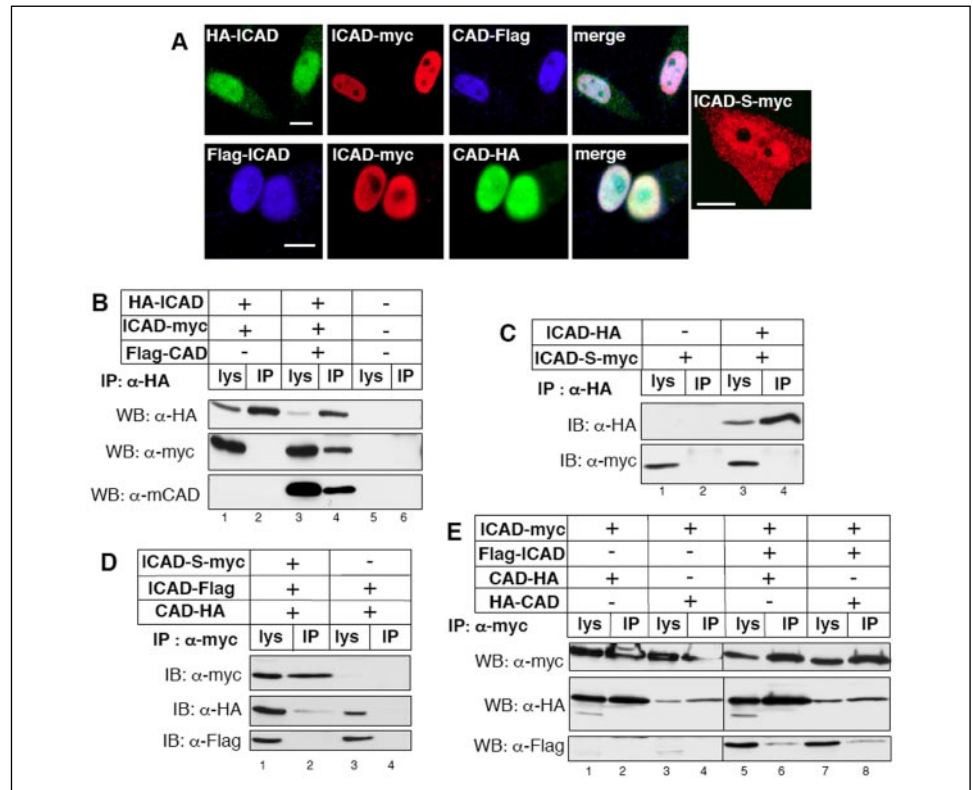 A
HA-ICAD ICAD-myc CAD-Flag merge
ICAD-S-myc
Flag-ICAD ICAD-myc CAD-HA merge
B
HA-ICAD + + -
ICAD-myc + + -
Flag-CAD - + -
IP: α-HA lys IP lys IP lys IP
WB: α-HA
WB: α-myc
WB: α-mCAD
1 2 3 4 5 6
C
ICAD-HA - +
ICAD-S-myc + +
IP : α-HA lys IP lys IP
IB: α-HA
IB: α-myc
1 2 3 4
D
ICAD-S-myc + -
ICAD-Flag + +
CAD-HA + +
IP : α-myc lys IP lys IP
IB: α-myc
IB: α-HA
IB: α-Flag
1 2 3 4
E
ICAD-myc + + + +
Flag-ICAD - - + +
CAD-HA + - + -
HA-CAD - + - +
IP: α-myc lys IP lys IP lys IP lys IP
WB: α-myc
WB: α-HA
WB: α-Flag
1 2 3 4 5 6 7 8